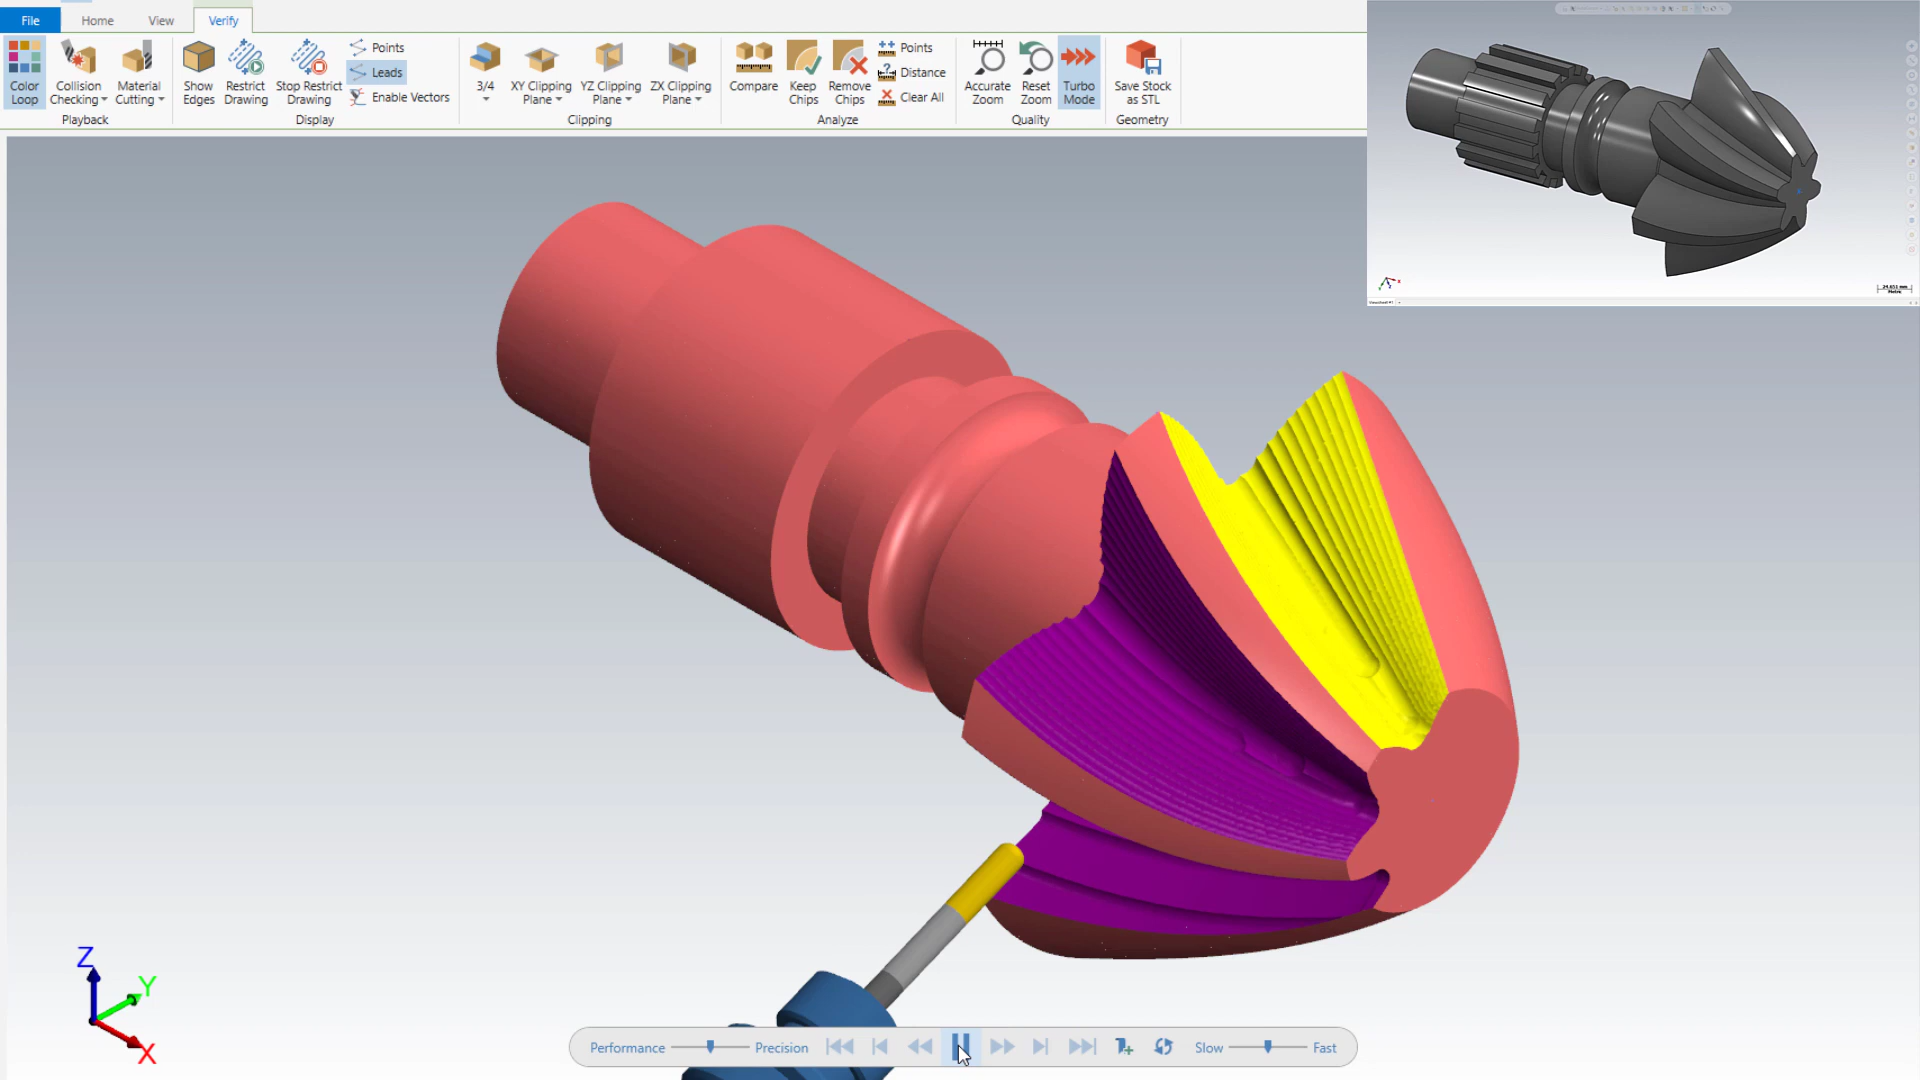 File Home View Verify
Color Loop
Collision Checking
Material Cutting
Playback
Show Edges
Restrict Drawing
Stop Restrict Drawing
Points
Leads
Enable Vectors
Display
3/4
XY Clipping Plane
YZ Clipping Plane
ZX Clipping Plane
Clipping
Compare
Keep Chips
Remove Chips
Points
Distance
Clear All
Analyze
Accurate Zoom
Reset Zoom
Turbo Mode
Quality
Save Stock as STL
Geometry
Z
Y
X
Performance Precision Slow Fast